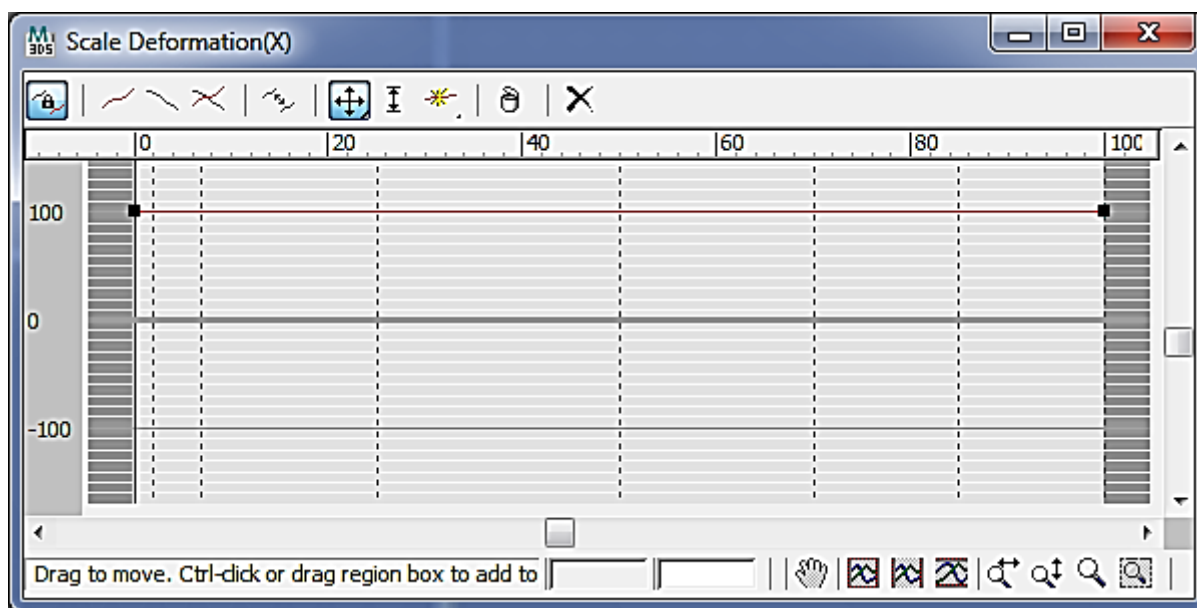 M
3DS
Scale Deformation(X)
0 20 40 60 80 100
100
0
-100
Drag to move. Ctrl-click or drag region box to add to